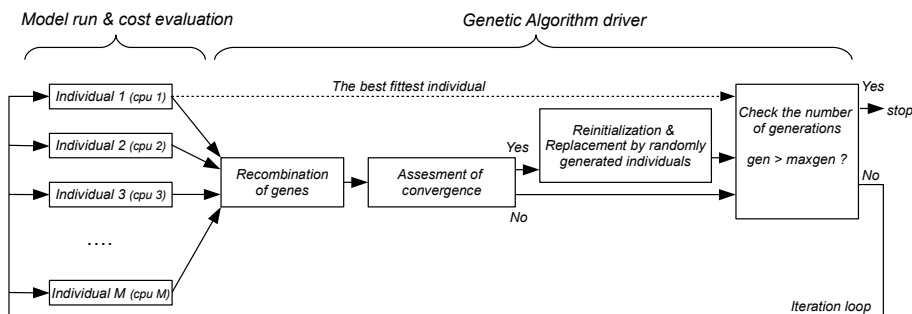 Model run & cost evaluation
Genetic Algorithm driver
Individual 1 (cpu 1)
The best fittest individual
Yes
stop
Individual 2 (cpu 2)
Individual 3 (cpu 3)
....
Individual M (cpu M)
Recombination
of genes
Assesment of
convergence
Yes
No
Reinitialization &
Replacement by randomly
generated individuals
Check the number
of generations
gen > maxgen ?
No
Iteration loop